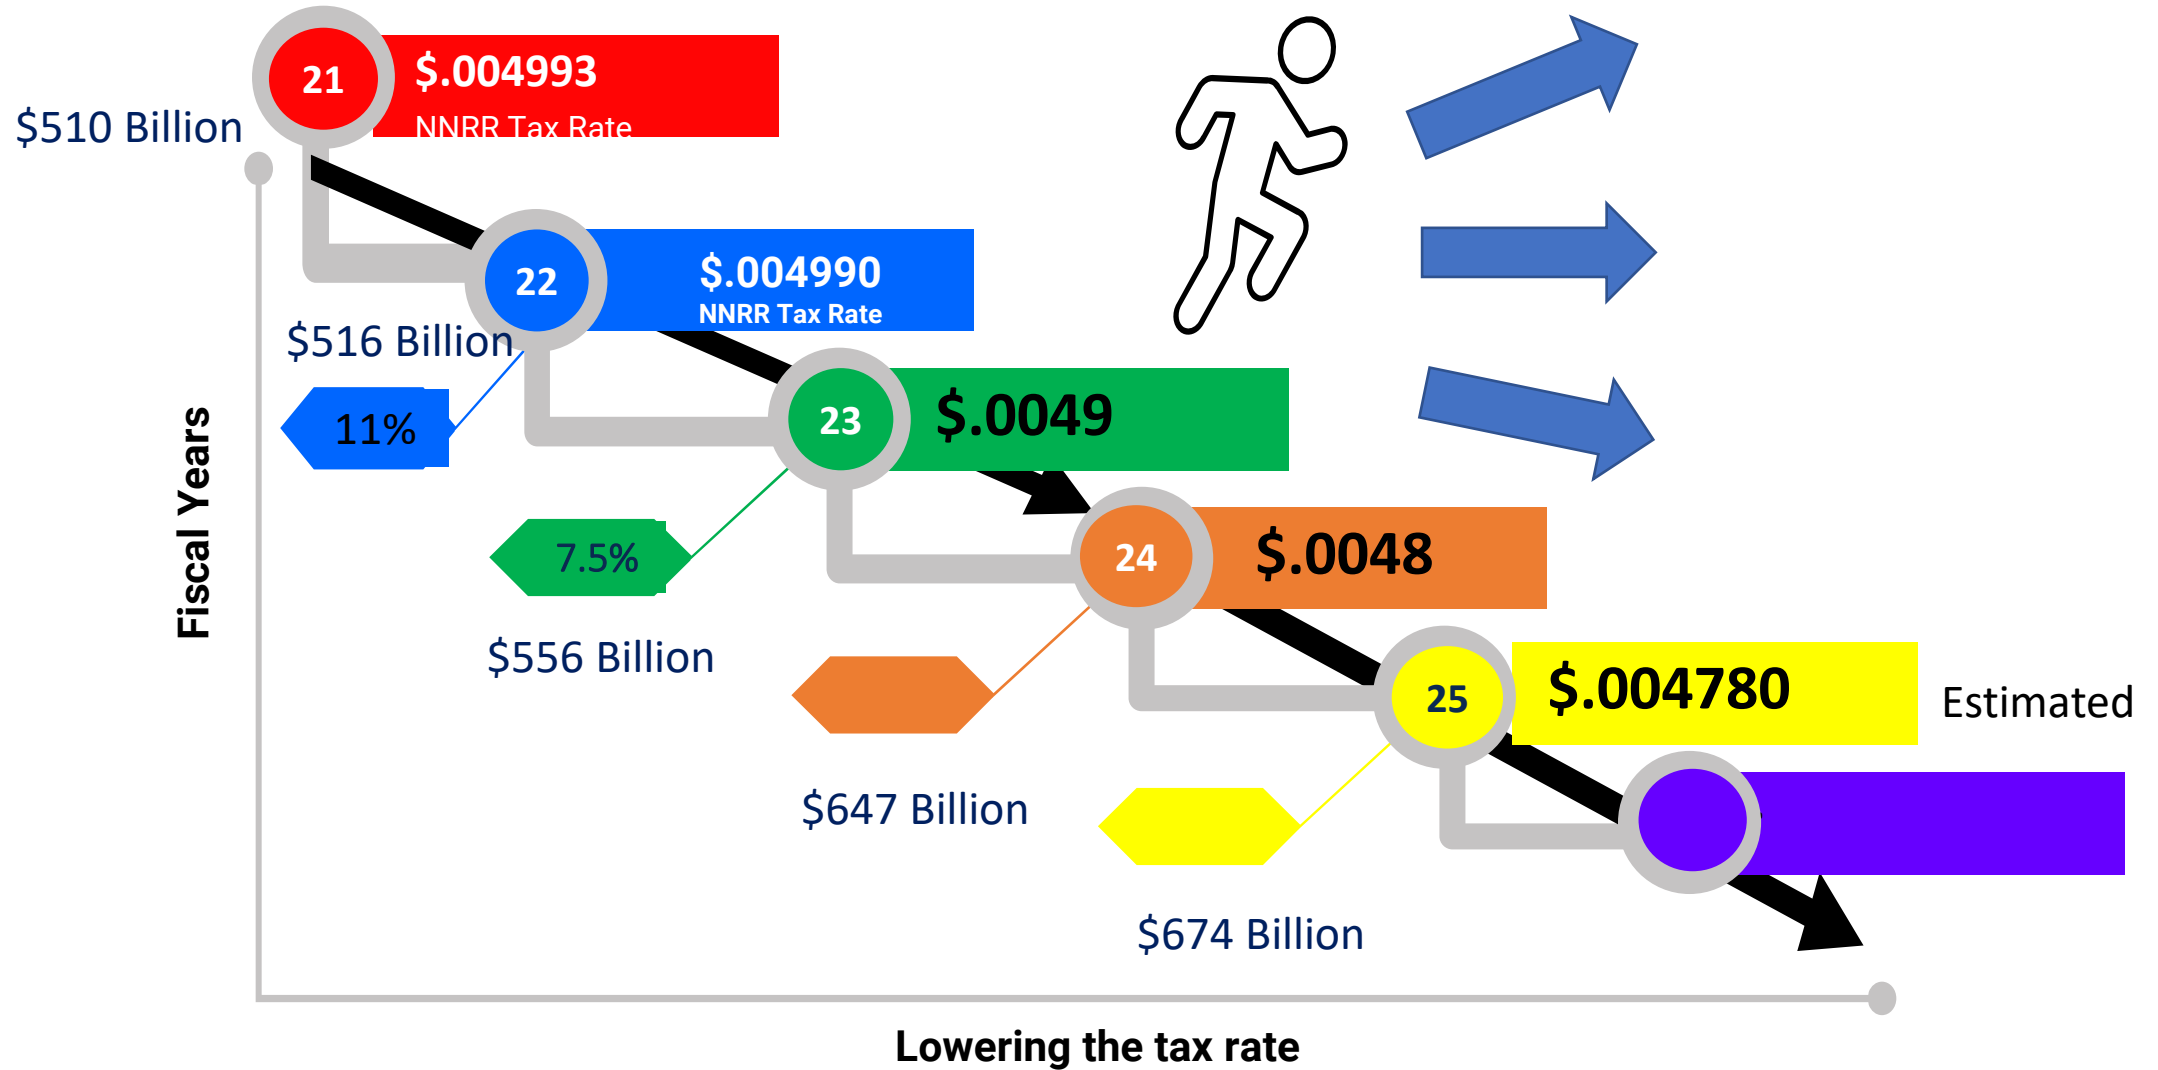 21
$.004993
NNRR Tax Rate
$510 Billion
22
$.004990
NNRR Tax Rate
$516 Billion
11%
23
$.0049
7.5%
$556 Billion
24
$.0048
$647 Billion
25
$.004780
Estimated
$674 Billion
Fiscal Years
Lowering the tax rate